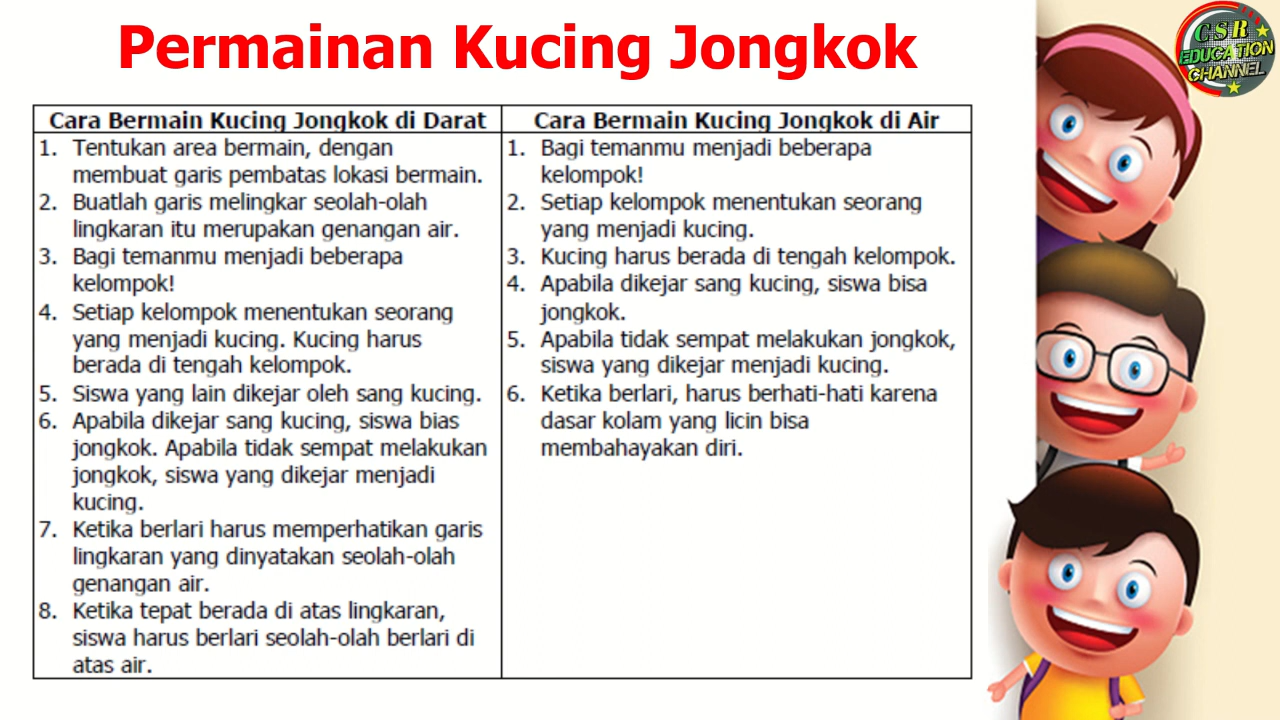 Permainan Kucing Jongkok
CSR
EDUCATION
CHANNEL
Cara Bermain Kucing Jongkok di Darat
1. Tentukan area bermain, dengan
membuat garis pembatas lokasi bermain.
2. Buatlah garis melingkar seolah-olah
lingkaran itu merupakan genangan air.
3. Bagi temanmu menjadi beberapa
kelompok!
4. Setiap kelompok menentukan seorang
yang menjadi kucing. Kucing harus
berada di tengah kelompok.
5. Siswa yang lain dikejar oleh sang kucing.
6. Apabila dikejar sang kucing, siswa bias
jongkok. Apabila tidak sempat melakukan
jongkok, siswa yang dikejar menjadi
kucing.
7. Ketika berlari harus memperhatikan garis
lingkaran yang dinyatakan seolah-olah
genangan air.
8. Ketika tepat berada di atas lingkaran,
siswa harus berlari seolah-olah berlari di
atas air.
Cara Bermain Kucing Jongkok di Air
1. Bagi temanmu menjadi beberapa
kelompok!
2. Setiap kelompok menentukan seorang
yang menjadi kucing.
3. Kucing harus berada di tengah kelompok.
4. Apabila dikejar sang kucing, siswa bisa
jongkok.
5. Apabila tidak sempat melakukan jongkok,
siswa yang dikejar menjadi kucing.
6. Ketika berlari, harus berhati-hati karena
dasar kolam yang licin bisa
membahayakan diri.